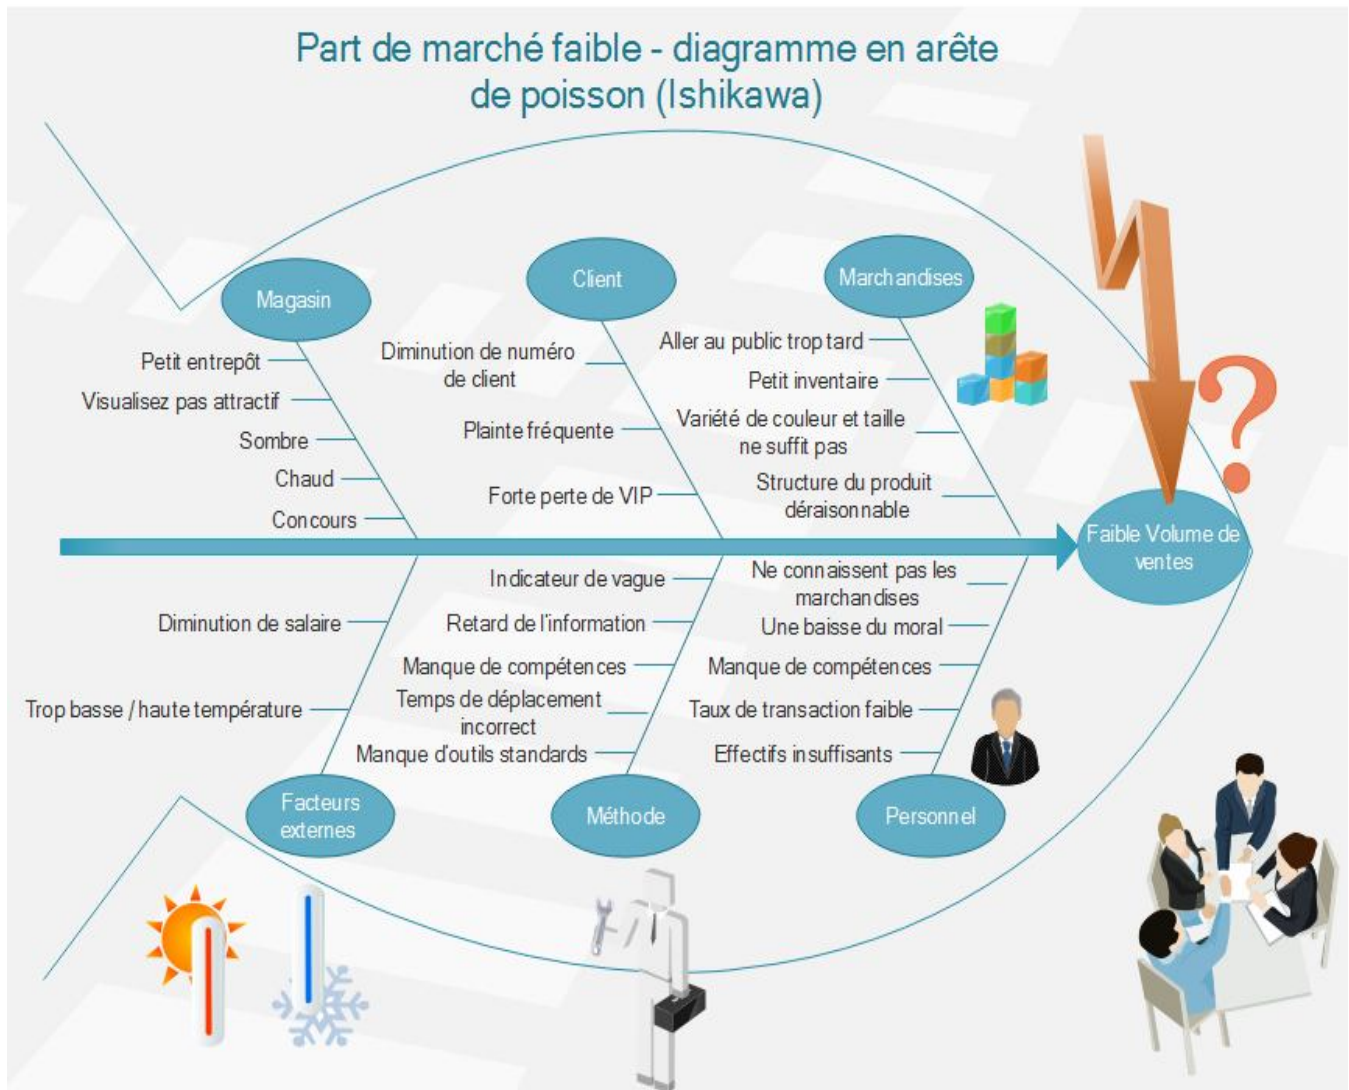 Part de marché faible - diagramme en arête
de poisson (Ishikawa)
Magasin
Petit entrepôt
Visualisez pas attractif
Sombre
Chaud
Concours
Client
Diminution de numéro
de client
Plainte fréquente
Forte perte de VIP
Marchandises
Aller au public trop tard
Petit inventaire
Variété de couleur et taille
ne suffit pas
Structure du produit
déraisonnable
Faible Volume de
ventes
Diminution de salaire
Trop basse / haute température
Facteurs
externes
Indicateur de vague
Retard de l'information
Manque de compétences
Temps de déplacement
incorrect
Manque d'outils standards
Méthode
Ne connaissent pas les
marchandises
Une baisse du moral
Manque de compétences
Taux de transaction faible
Effectifs insuffisants
Personnel